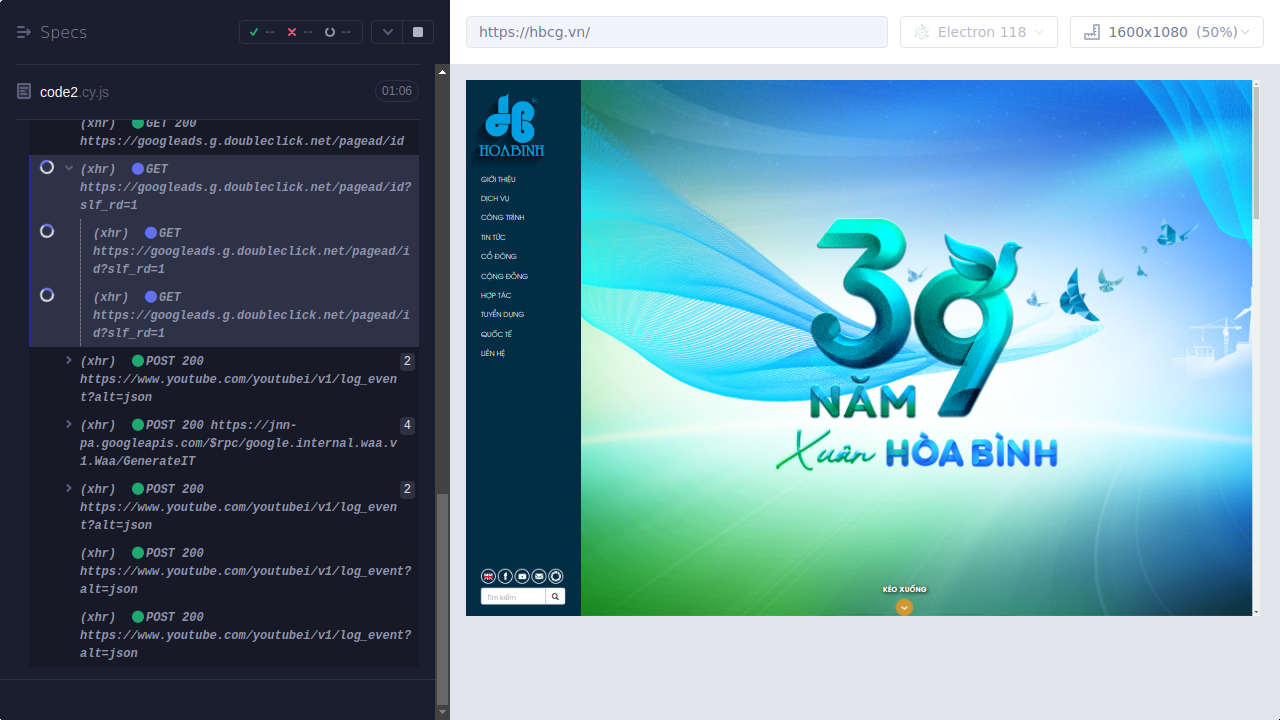 Specs
--
--
--
code2.cy.js
01:06
(xhr) GET 200
https://googleads.g.doubleclick.net/pagead/id
(xhr) GET
https://googleads.g.doubleclick.net/pagead/id?
slf_rd=1
(xhr) GET
https://googleads.g.doubleclick.net/pagead/i
d?slf_rd=1
(xhr) GET
https://googleads.g.doubleclick.net/pagead/i
d?slf_rd=1
(xhr) POST 200
2
https://www.youtube.com/youtubei/v1/log_even
t?alt=json
(xhr) POST 200 https://jnn-
4
pa.googleapis.com/$rpc/google.internal.waa.v
1.Waa/GenerateIT
(xhr) POST 200
2
https://www.youtube.com/youtubei/v1/log_even
t?alt=json
(xhr) POST 200
https://www.youtube.com/youtubei/v1/log_event?
alt=json
(xhr) POST 200
https://www.youtube.com/youtubei/v1/log_event?
alt=json
https://hbcg.vn/
Electron 118
1600x1080 (50%)
HOABINH
GIỚI THIỆU
DỊCH VỤ
CÔNG TRÌNH
TIN TỨC
CỔ ĐÔNG
CỘNG ĐỒNG
HỢP TÁC
TUYỂN DỤNG
QUỐC TẾ
LIÊN HỆ
Tìm kiếm
39
NĂM
Xuân HÒA BÌNH
KÉO XUỐNG